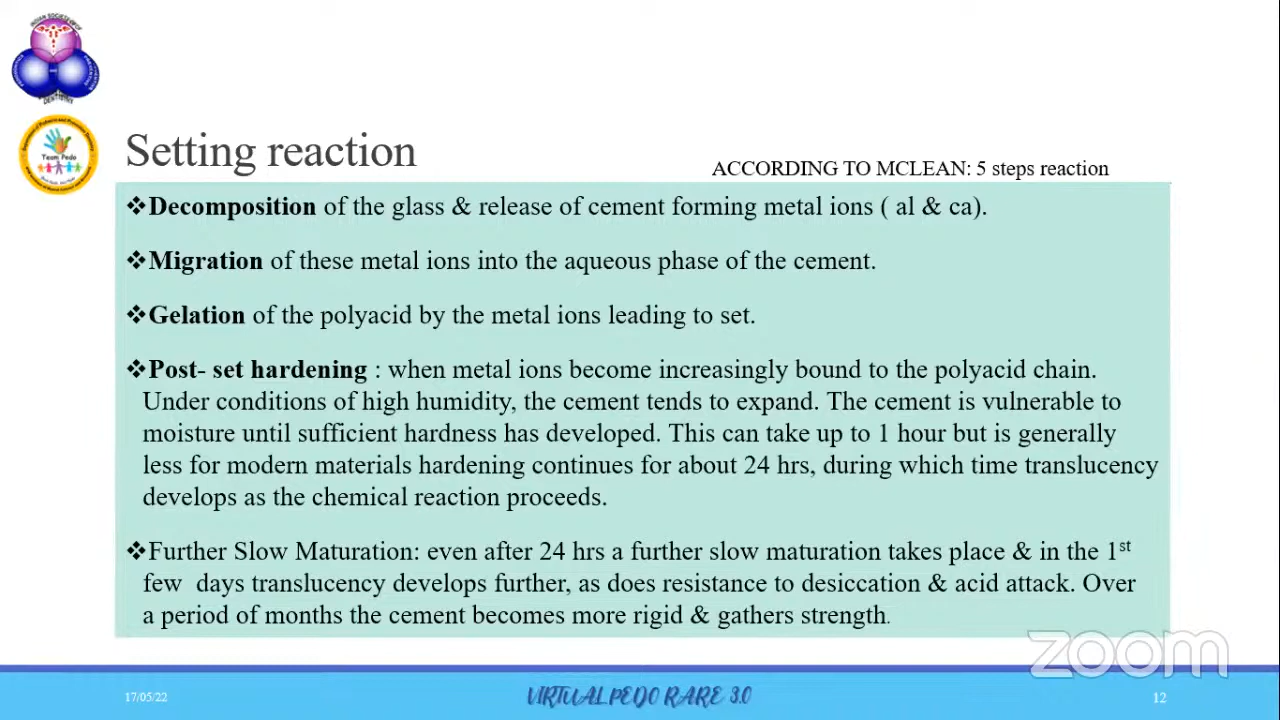 INDIAN SOCIETY OF
DENTISTRY
Team Pedo
Setting reaction
ACCORDING TO MCLEAN: 5 steps reaction
❖Decomposition of the glass & release of cement forming metal ions ( al & ca).
❖Migration of these metal ions into the aqueous phase of the cement.
❖Gelation of the polyacid by the metal ions leading to set.
❖Post- set hardening : when metal ions become increasingly bound to the polyacid chain.
Under conditions of high humidity, the cement tends to expand. The cement is vulnerable to
moisture until sufficient hardness has developed. This can take up to 1 hour but is generally
less for modern materials hardening continues for about 24 hrs, during which time translucency
develops as the chemical reaction proceeds.
❖Further Slow Maturation: even after 24 hrs a further slow maturation takes place & in the 1st
few days translucency develops further, as does resistance to desiccation & acid attack. Over
a period of months the cement becomes more rigid & gathers strength.
zoom
17/05/22
VIRTUAL PEDO RARE 3.0
12